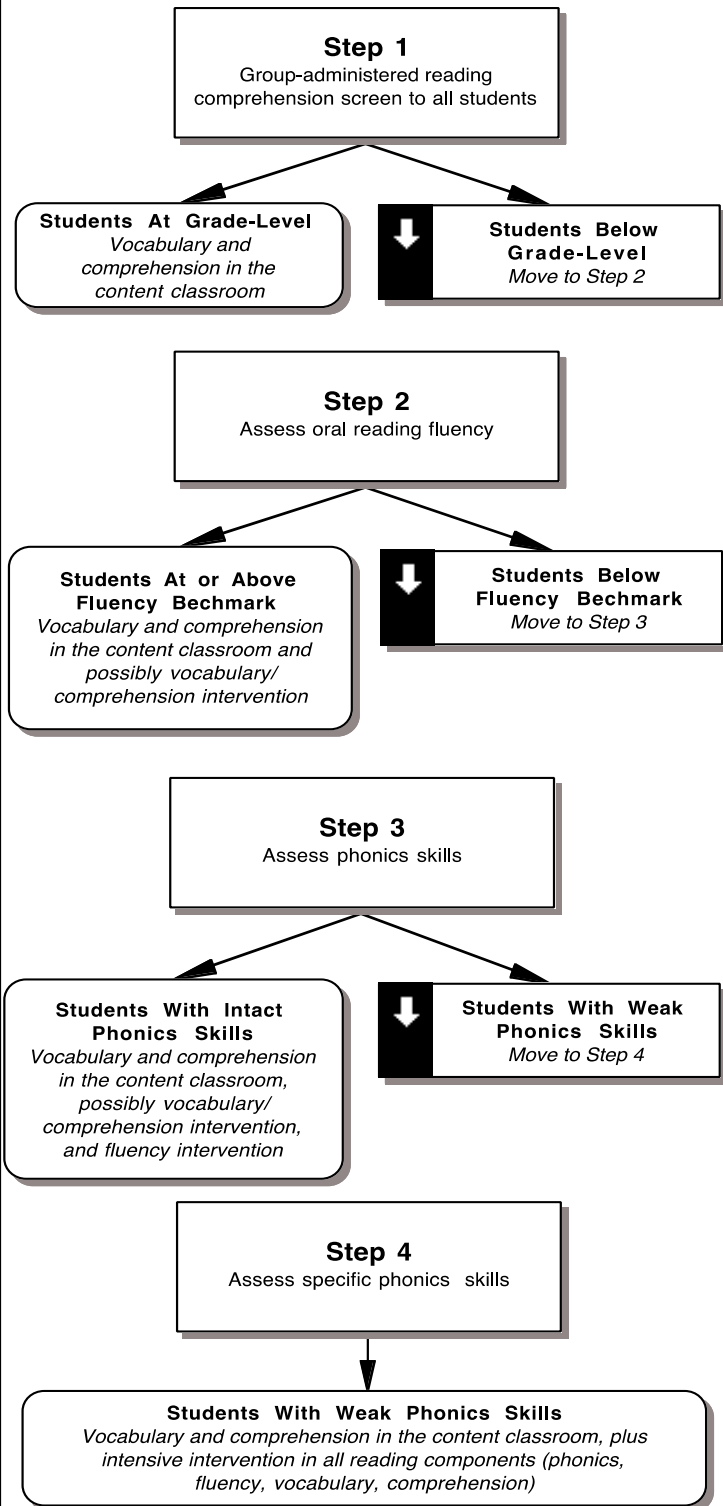 Step 1
Group-administered reading
comprehension screen to all students
Students At Grade-Level
Vocabulary and
comprehension in the
content classroom
Students Below
Grade-Level
Move to Step 2
Step 2
Assess oral reading fluency
Students At or Above
Fluency Bechmark
Vocabulary and comprehension
in the content classroom and
possibly vocabulary/
comprehension intervention
Students Below
Fluency Bechmark
Move to Step 3
Step 3
Assess phonics skills
Students With Intact
Phonics Skills
Vocabulary and comprehension
in the content classroom,
possibly vocabulary/
comprehension intervention,
and fluency intervention
Students With Weak
Phonics Skills
Move to Step 4
Step 4
Assess specific phonics skills
Students With Weak Phonics Skills
Vocabulary and comprehension in the content classroom, plus
intensive intervention in all reading components (phonics,
fluency, vocabulary, comprehension)